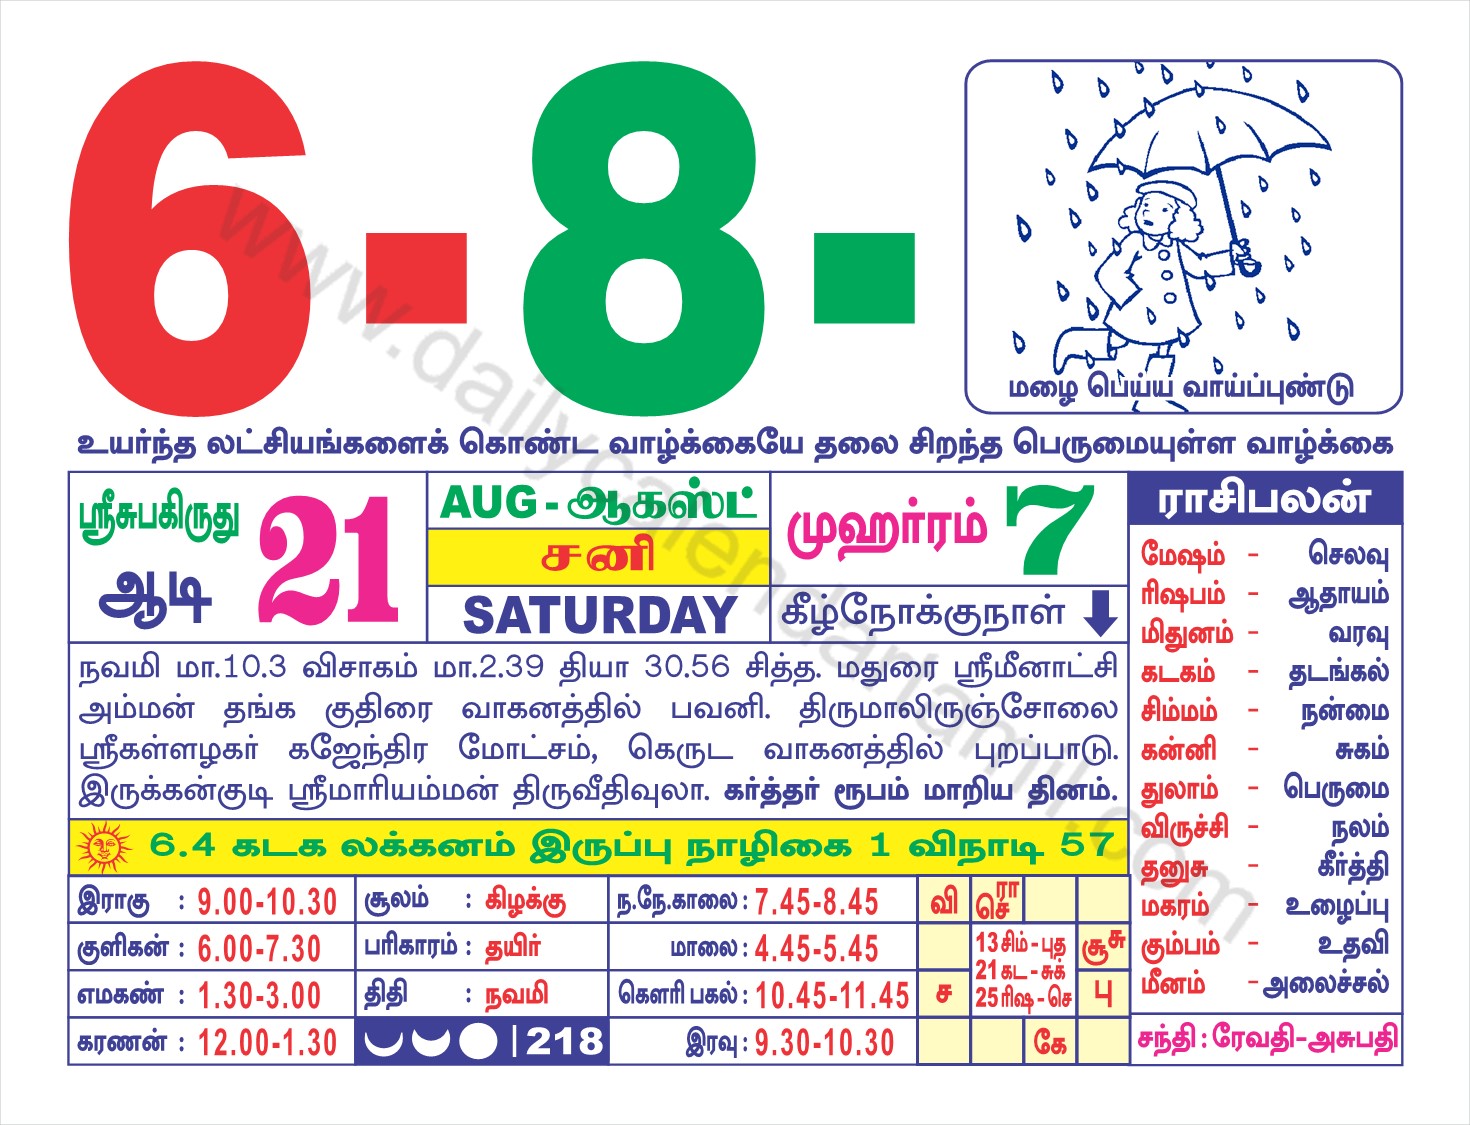 6-8-
மழை பெய்ய வாய்ப்புண்டு
உயர்ந்த லட்சியங்களைக் கொண்ட வாழ்க்கையே தலை சிறந்த பெருமையுள்ள வாழ்க்கை
ஸ்ரீசுபகிருது
ஆடி
21
AUG - ஆகஸ்ட்
சனி
SATURDAY
முஹர்ரம் 7
கீழ்நோக்குநாள்
நவமி மா.10.3 விசாகம் மா.2.39 தியா 30.56 சித்த. மதுரை ஸ்ரீமீனாட்சி
அம்மன் தங்க குதிரை வாகனத்தில் பவனி. திருமாலிருஞ்சோலை
ஸ்ரீகள்ளழகர் கஜேந்திர மோட்சம், கெருட வாகனத்தில் புறப்பாடு.
இருக்கன்குடி ஸ்ரீமாரியம்மன் திருவீதிவுலா. கர்த்தர் ரூபம் மாறிய தினம்.
6.4 கடக லக்கனம் இருப்பு நாழிகை 1 விநாடி 57
இராகு : 9.00-10.30
குளிகன் : 6.00-7.30
எமகண் : 1.30-3.00
கரணன் : 12.00-1.30
சூலம் : கிழக்கு
பரிகாரம் : தயிர்
திதி : நவமி
218
ந.நே.காலை : 7.45-8.45
மாலை : 4.45-5.45
கௌரி பகல் : 10.45-11.45
இரவு : 9.30-10.30
வி
ரா
செ
13 சிம் - புத
21 கட - சுக்
25 ரிஷ - செ
சூசு
ச
பு
கே
ராசிபலன்
மேஷம் - செலவு
ரிஷபம் - ஆதாயம்
மிதுனம் - வரவு
கடகம் - தடங்கல்
சிம்மம் - நன்மை
கன்னி - சுகம்
துலாம் - பெருமை
விருச்சி - நலம்
தனுசு - கீர்த்தி
மகரம் - உழைப்பு
கும்பம் - உதவி
மீனம் - அலைச்சல்
சந்தி : ரேவதி-அசுபதி
www.dailycalendartamil.com